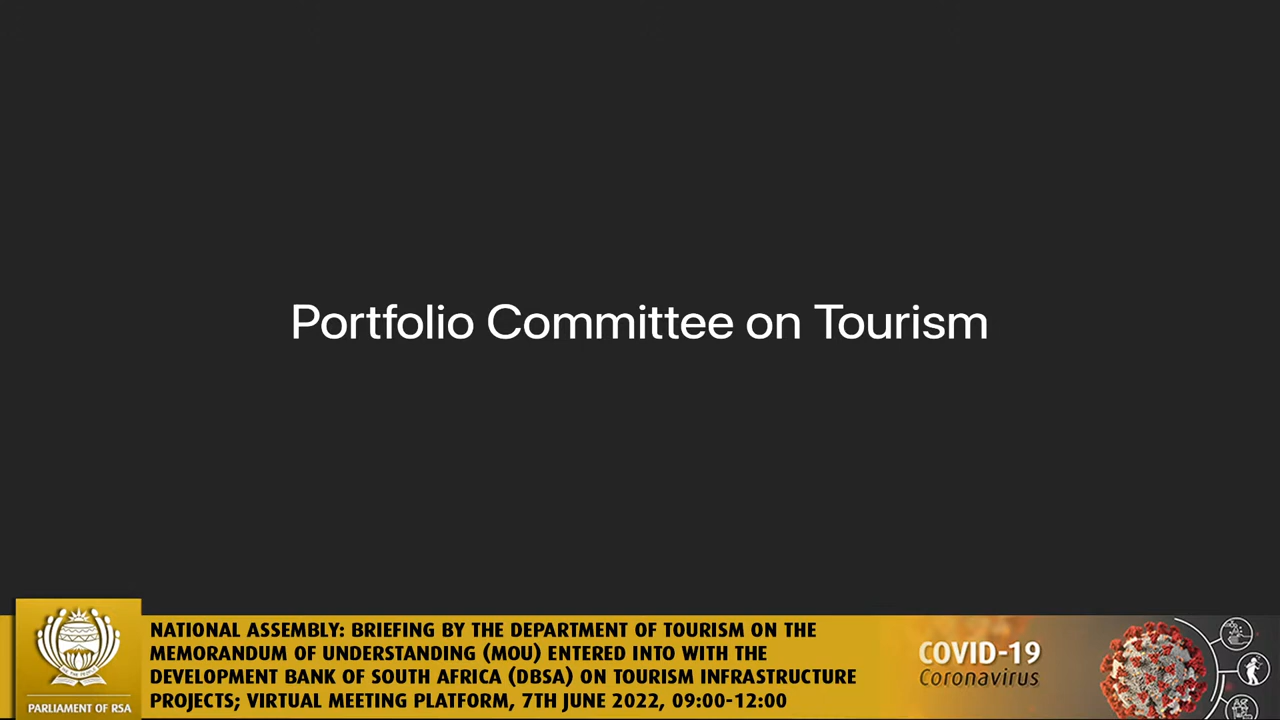 Portfolio Committee on Tourism
NATIONAL ASSEMBLY: BRIEFING BY THE DEPARTMENT OF TOURISM ON THE
MEMORANDUM OF UNDERSTANDING (MOU) ENTERED INTO WITH THE
DEVELOPMENT BANK OF SOUTH AFRICA (DBSA) ON TOURISM INFRASTRUCTURE
PROJECTS; VIRTUAL MEETING PLATFORM, 7TH JUNE 2022, 09:00-12:00
PARLIAMENT OF RSA
COVID-19
Coronavirus